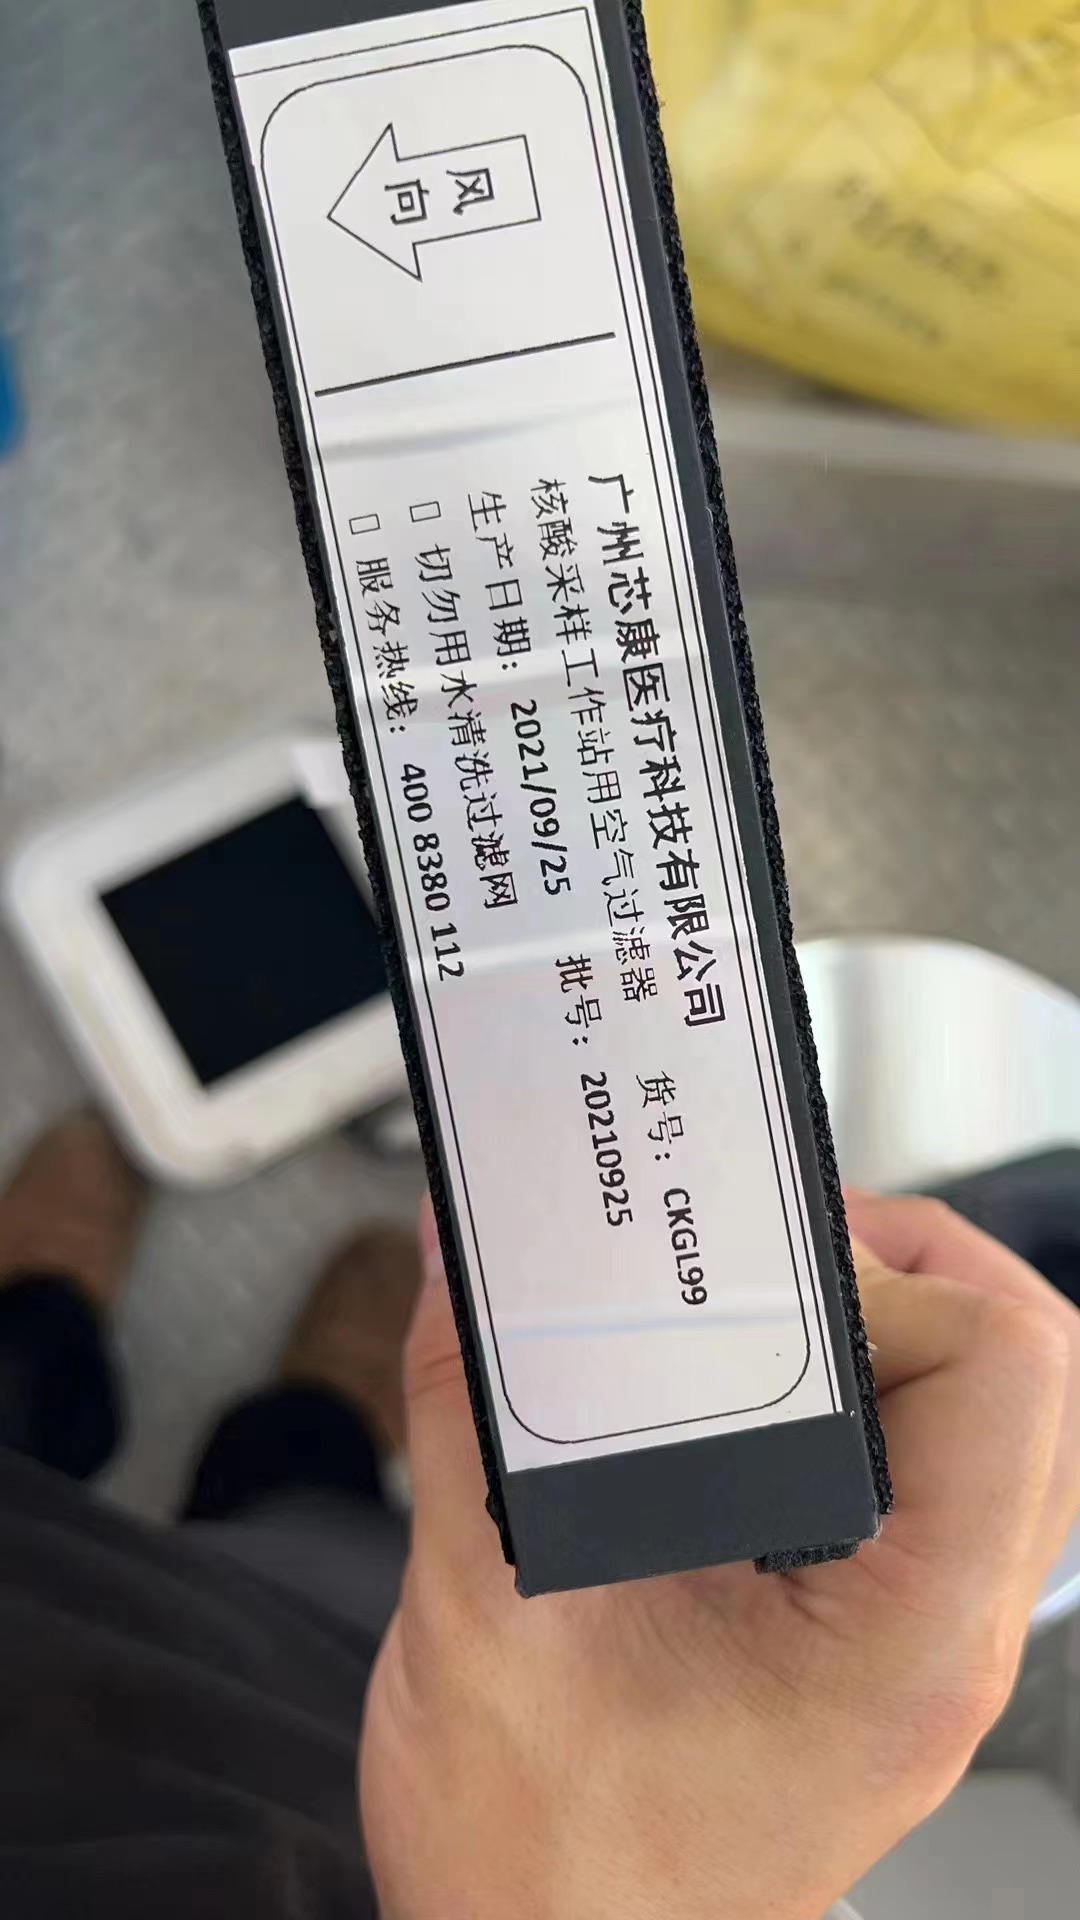 风
向
广州芯康医疗科技有限公司
核酸采样工作站用空气过滤器 货号：CKGL99
生产日期：2021/09/25 批号：20210925
▯ 切勿用水清洗过滤网
▯ 服务热线：400 8380 112